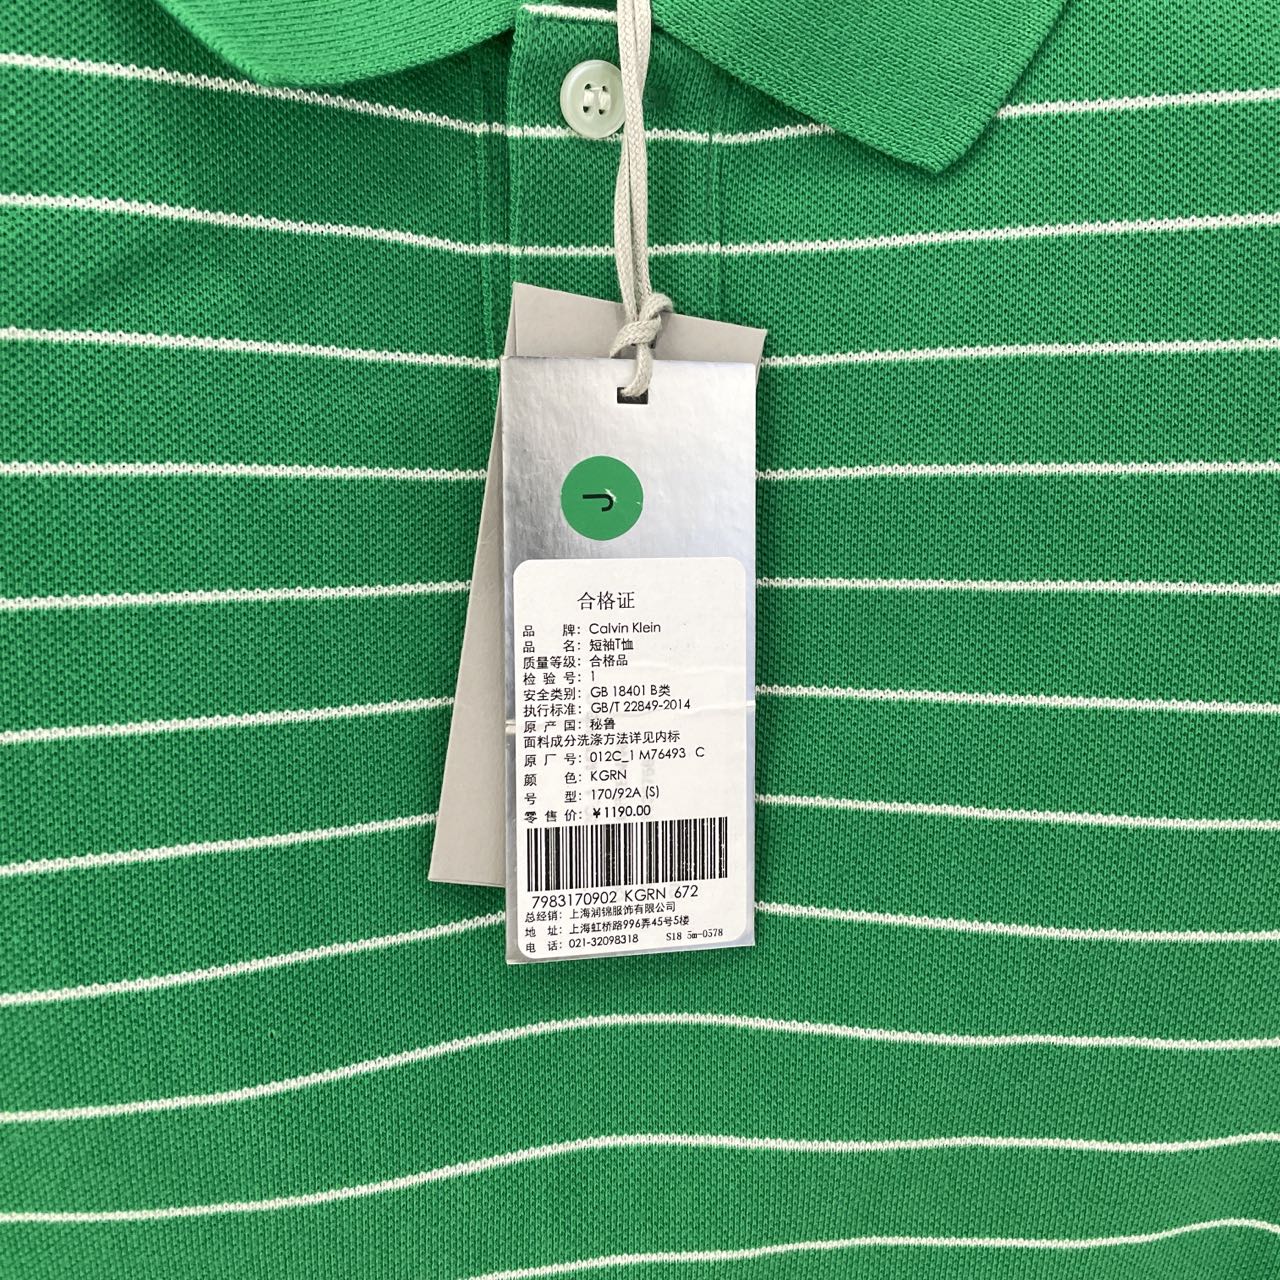 合格证
品 牌: Calvin Klein
品 名: 短袖T恤
质量等级: 合格品
检 验 号: 1
安全类别: GB 18401 B类
执行标准: GB/T 22849-2014
原 产 国: 秘鲁
面料成分洗涤方法详见内标
原 厂 号: 012C_1 M76493 C
颜 色: KGRN
号 型: 170/92A (S)
零 售 价: ¥1190.00
7983170902 KGRN 672
总经销: 上海润锦服饰有限公司
地 址: 上海虹桥路996弄45号5楼
电 话: 021-32098318 S18 5m-0578